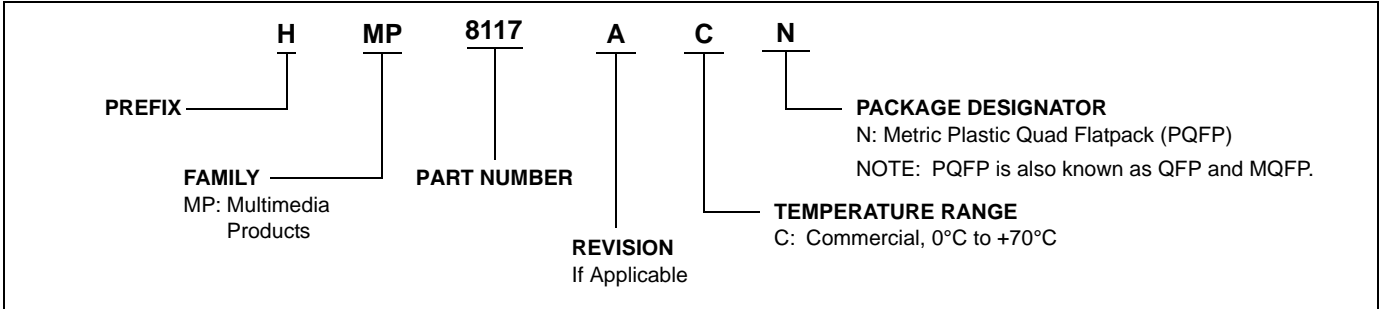 H MP 8117 A C N
PREFIX
PACKAGE DESIGNATOR
N: Metric Plastic Quad Flatpack (PQFP)
NOTE: PQFP is also known as QFP and MQFP.
FAMILY
MP: Multimedia
Products
PART NUMBER
TEMPERATURE RANGE
C: Commercial, 0°C to +70°C
REVISION
If Applicable